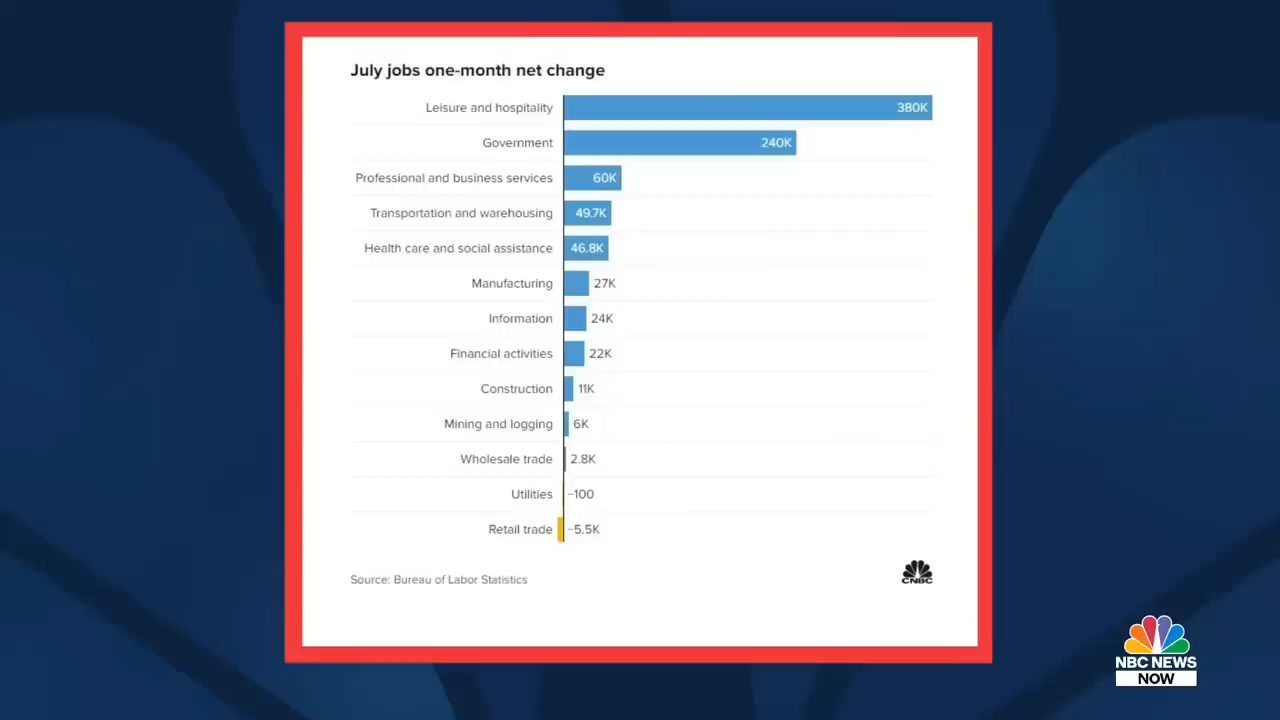 July jobs one-month net change
Leisure and hospitality 380K
Government 240K
Professional and business services 60K
Transportation and warehousing 49.7K
Health care and social assistance 46.8K
Manufacturing 27K
Information 24K
Financial activities 22K
Construction 11K
Mining and logging 6K
Wholesale trade 2.8K
Utilities −100
Retail trade −5.5K
Source: Bureau of Labor Statistics
CNBC
NBC NEWS
NOW